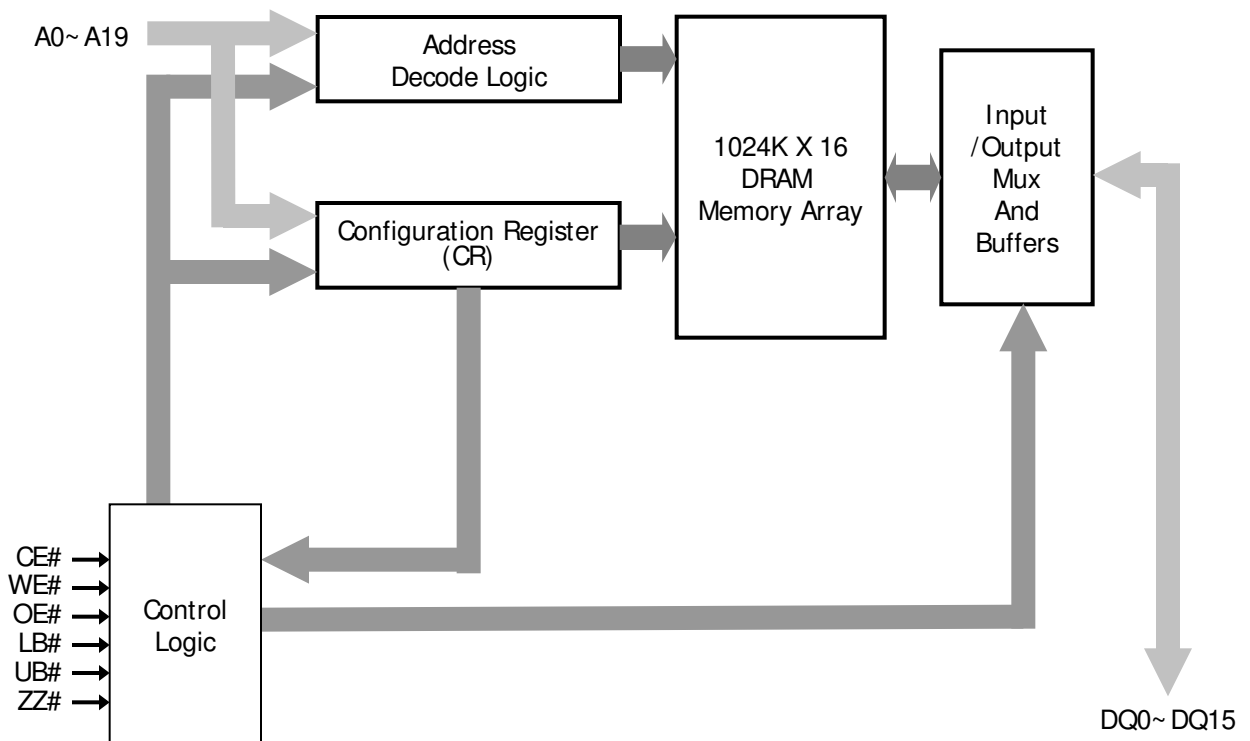 A0~ A19
Address
Decode Logic
Configuration Register
(CR)
1024K X 16
DRAM
Memory Array
Input
/Output
Mux
And
Buffers
CE#
WE#
OE#
LB#
UB#
ZZ#
Control
Logic
DQ0~ DQ15